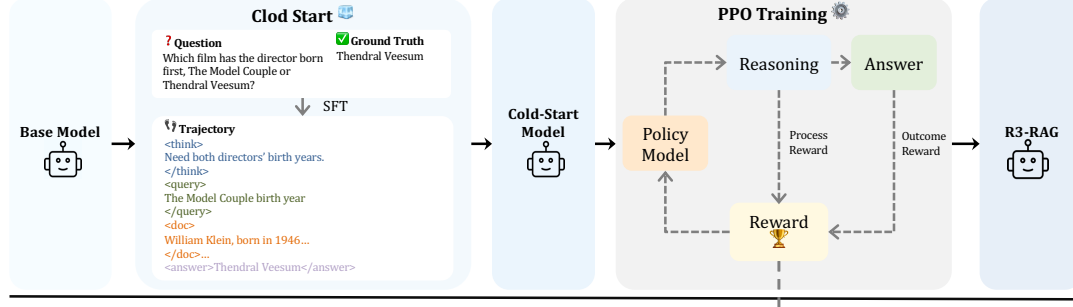 Clod Start
PPO Training
Question
Which film has the director born
first, The Model Couple or
Thendral Veesum?
Ground Truth
Thendral Veesum
SFT
Trajectory
<think>
Need both directors' birth years.
</think>
<query>
The Model Couple birth year
</query>
<doc>
William Klein, born in 1946...
</doc>...
<answer>Thendral Veesum</answer>
Base Model
Cold-Start
Model
Policy
Model
Reasoning
Answer
Process
Reward
Outcome
Reward
Reward
R3-RAG